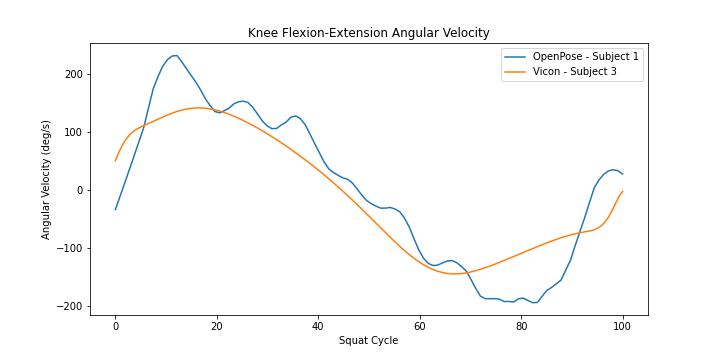 Knee Flexion-Extension Angular Velocity
OpenPose - Subject 1
Vicon - Subject 3
Angular Velocity (deg/s)
200
100
0
−100
−200
0 20 40 60 80 100
Squat Cycle